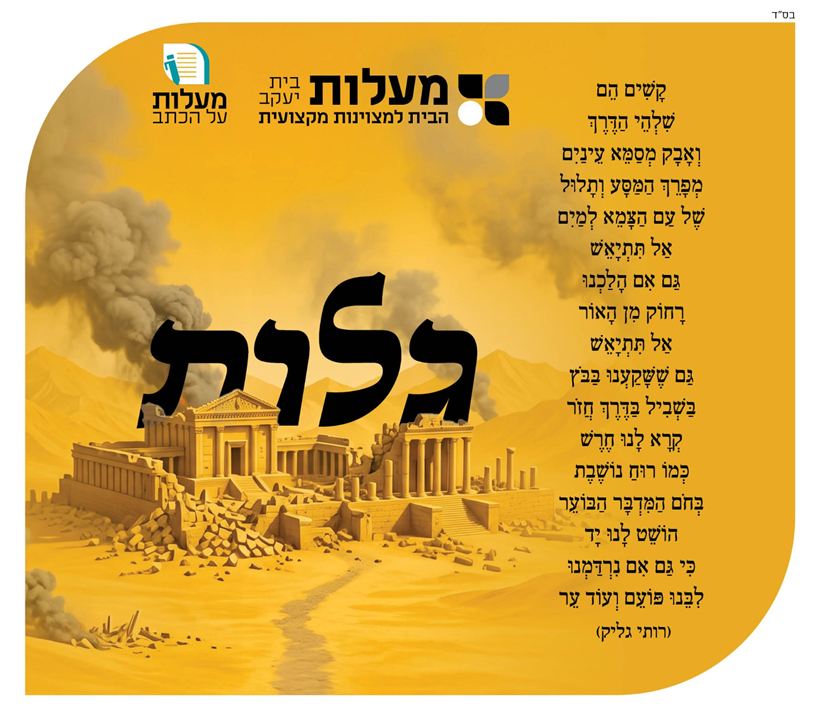 בס"ד
מעלות
על הכתב
מעלות בית יעקב
הבית למצוינות מקצועית
גלות
קָשִׁים הֵם
שִׁלְהֵי הַדֶּרֶךְ
וְאָבָק מְסַמֵּא עֵינַיִם
מְפָרֵךְ הַמַּסָּע וְתָלוּל
שֶׁל עַם הַצָּמֵא לְמַיִם
אַל תִּתְיָאֵשׁ
גַּם אִם הָלַכְנוּ
רָחוֹק מִן הָאוֹר
אַל תִּתְיָאֵשׁ
גַּם שֶׁשָּׁקַעְנוּ בַּבֹּץ
בַּשְּׁבִיל בַּדֶּרֶךְ חֲזֹר
קְרָא לָנוּ חֶרֶשׁ
כְּמוֹ רוּחַ נוֹשֶׁבֶת
בְּחֹם הַמִּדְבָּר הַבּוֹעֵר
הוֹשֵׁט לָנוּ יָד
כִּי גַּם אִם נִרְדַּמְנוּ
לִבֵּנוּ פּוֹעֵם וְעוֹד עֵר
(רותי גליק)